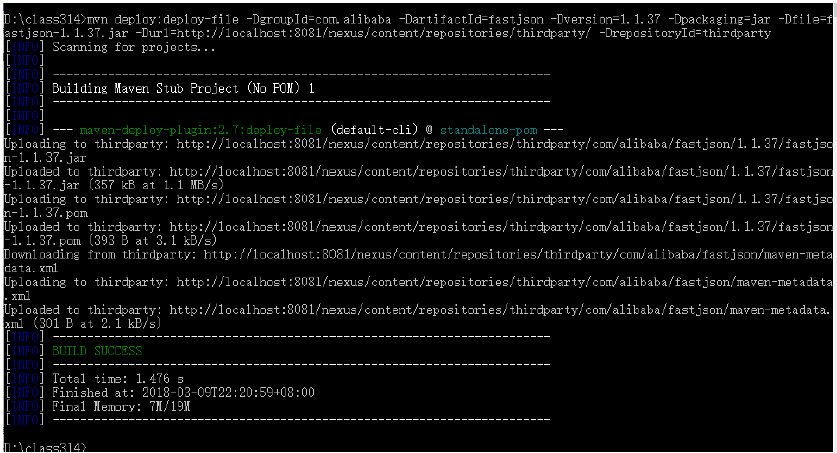 D:\class314>mvn deploy:deploy-file -DgroupId=com.alibaba -DartifactId=fastjson -Dversion=1.1.37 -Dpackaging=jar -Dfile=f
astjson-1.1.37.jar -Durl=http://localhost:8081/nexus/content/repositories/thirdparty/ -DrepositoryId=thirdparty
[INFO] Scanning for projects...
[INFO]
[INFO] ------------------------------------------------------------------------
[INFO] Building Maven Stub Project (No POM) 1
[INFO] ------------------------------------------------------------------------
[INFO]
[INFO] --- maven-deploy-plugin:2.7:deploy-file (default-cli) @ standalone-pom ---
Uploading to thirdparty: http://localhost:8081/nexus/content/repositories/thirdparty/com/alibaba/fastjson/1.1.37/fastjso
n-1.1.37.jar
Uploaded to thirdparty: http://localhost:8081/nexus/content/repositories/thirdparty/com/alibaba/fastjson/1.1.37/fastjson
-1.1.37.jar (357 kB at 1.1 MB/s)
Uploading to thirdparty: http://localhost:8081/nexus/content/repositories/thirdparty/com/alibaba/fastjson/1.1.37/fastjso
n-1.1.37.pom
Uploaded to thirdparty: http://localhost:8081/nexus/content/repositories/thirdparty/com/alibaba/fastjson/1.1.37/fastjson
-1.1.37.pom (393 B at 3.1 kB/s)
Downloading from thirdparty: http://localhost:8081/nexus/content/repositories/thirdparty/com/alibaba/fastjson/maven-meta
data.xml
Uploading to thirdparty: http://localhost:8081/nexus/content/repositories/thirdparty/com/alibaba/fastjson/maven-metadata
.xml
Uploaded to thirdparty: http://localhost:8081/nexus/content/repositories/thirdparty/com/alibaba/fastjson/maven-metadata.
xml (301 B at 2.1 kB/s)
[INFO] ------------------------------------------------------------------------
[INFO] BUILD SUCCESS
[INFO] ------------------------------------------------------------------------
[INFO] Total time: 1.476 s
[INFO] Finished at: 2018-03-09T22:20:59+08:00
[INFO] Final Memory: 7M/19M
[INFO] ------------------------------------------------------------------------
D:\class314>